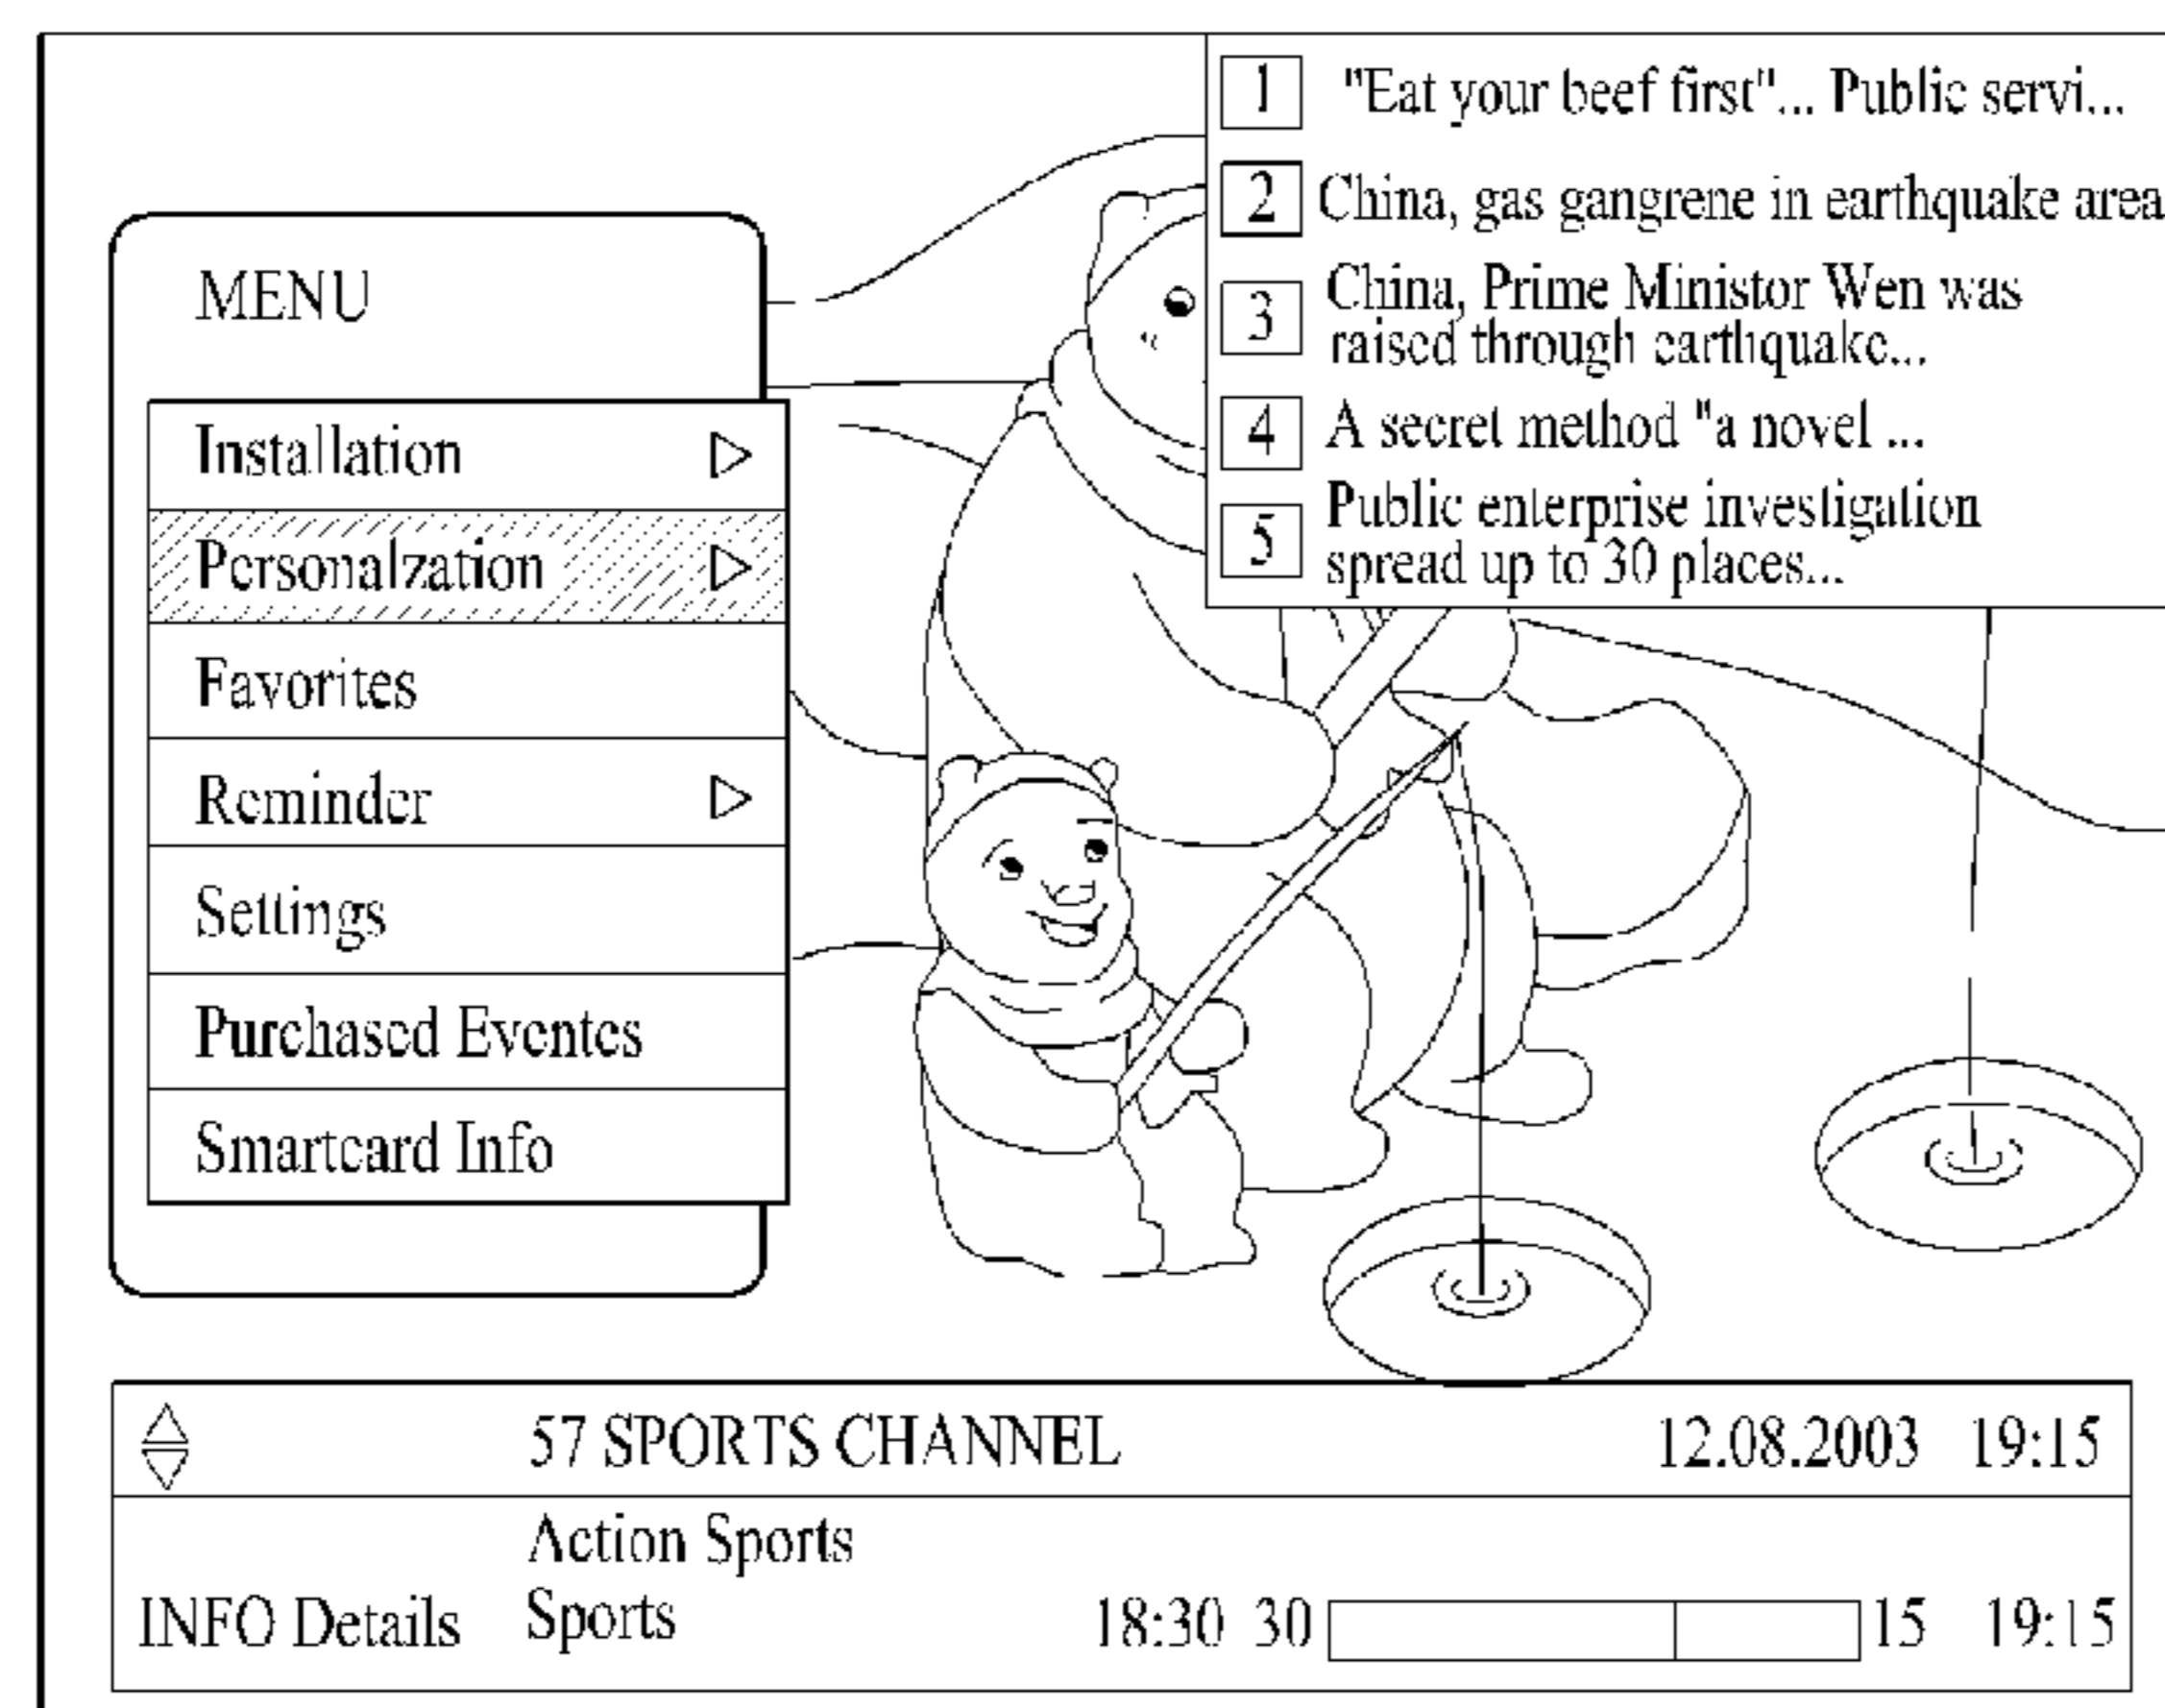 1 "Eat your beef first"... Public servi...
2 China, gas gangrene in earthquake area
3 China, Prime Ministor Wen was
raised through earthquake...
4 A secret method "a novel ...
5 Public enterprise investigation
spread up to 30 places...
MENU
Installation
Personalzation
Favorites
Reminder
Settings
Purchased Eventes
Smartcard Info
57 SPORTS CHANNEL 12.08.2003 19:15
Action Sports
INFO Details Sports 18:30 30 15 19:15